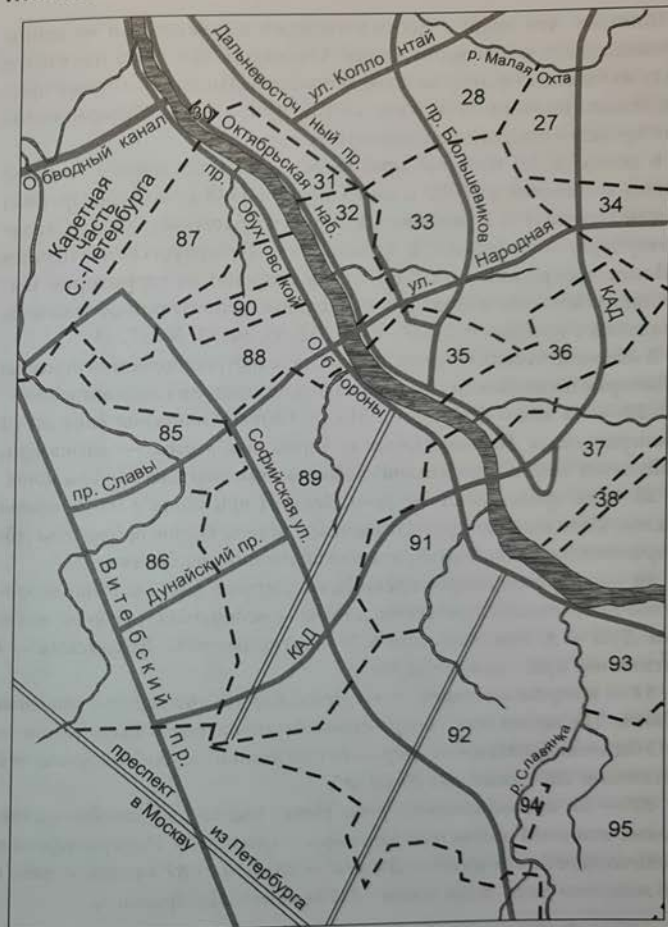 Дальневосточный пр.
ул. Коллонтай
р. Малая Охта
28
27
30
Октябрьская наб.
Обводный канал
31
32
пр. Большевиков
33
34
Каретная
часть
С.-Петербурга
87
пр. Обуховской Обороны
ул. Народная
90
КАД
88
35
36
85
пр. Славы
Софийская ул.
89
37
38
86
Дунайский пр.
91
Витебский пр.
КАД
93
92
р. Славянка
проспект из Петербурга
в Москву
94
95